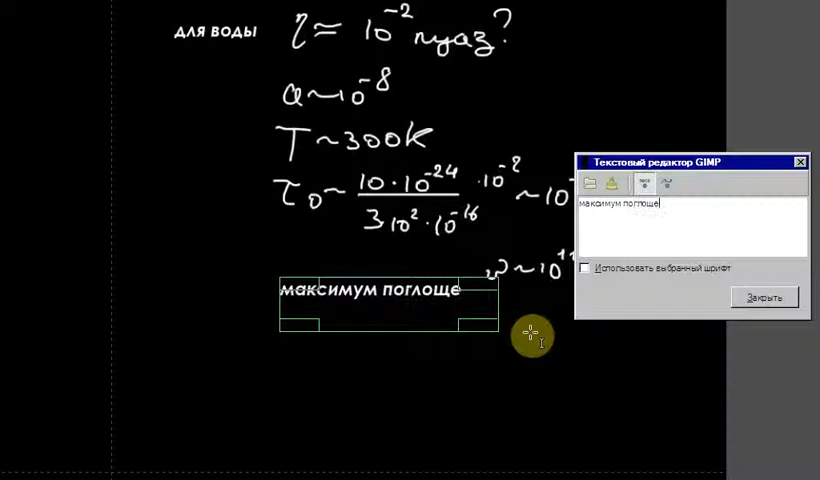 для воды η ≈ 10⁻² пуаз?
a ~ 10⁻⁸
T ~ 300K
τ₀ ~ 10·10⁻²⁴ / 3 10²·10⁻¹⁶ ·10⁻² ~ 10⁻
ω ~ 10¹¹
максимум поглоще
Текстовый редактор GIMP
максимум поглоще
Использовать выбранный шрифт
Закрыть